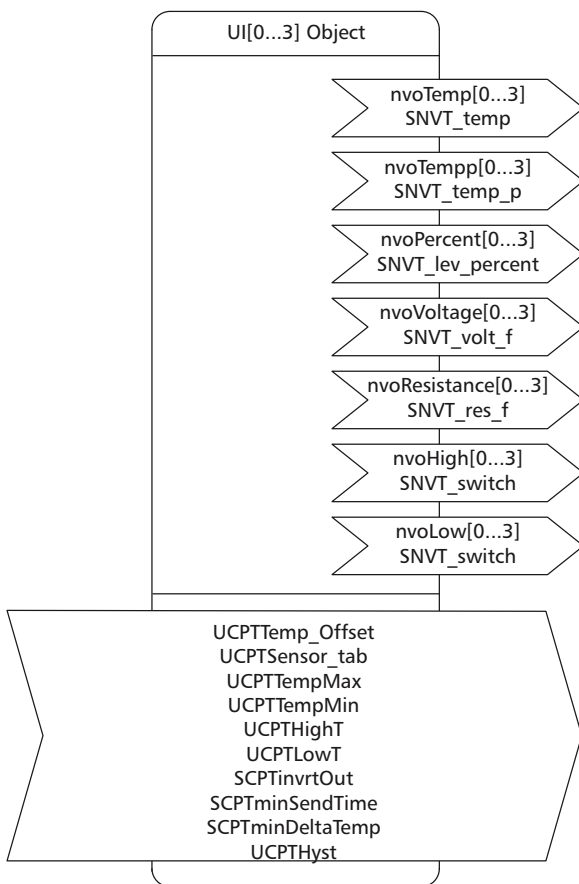 UI[0...3] Object
nvoTemp[0...3]
SNVT_temp
nvoTempp[0...3]
SNVT_temp_p
nvoPercent[0...3]
SNVT_lev_percent
nvoVoltage[0...3]
SNVT_volt_f
nvoResistance[0...3]
SNVT_res_f
nvoHigh[0...3]
SNVT_switch
nvoLow[0...3]
SNVT_switch
UCPTTemp_Offset
UCPTSensor_tab
UCPTTempMax
UCPTTempMin
UCPTHighT
UCPTLowT
SCPTinvrtOut
SCPTminSendTime
SCPTminDeltaTemp
UCPTHyst